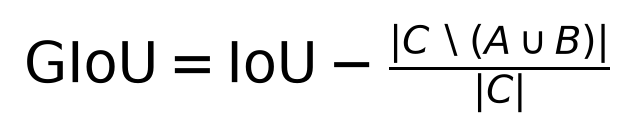 GIoU = IoU − |C \ (A ∪ B)| / |C|